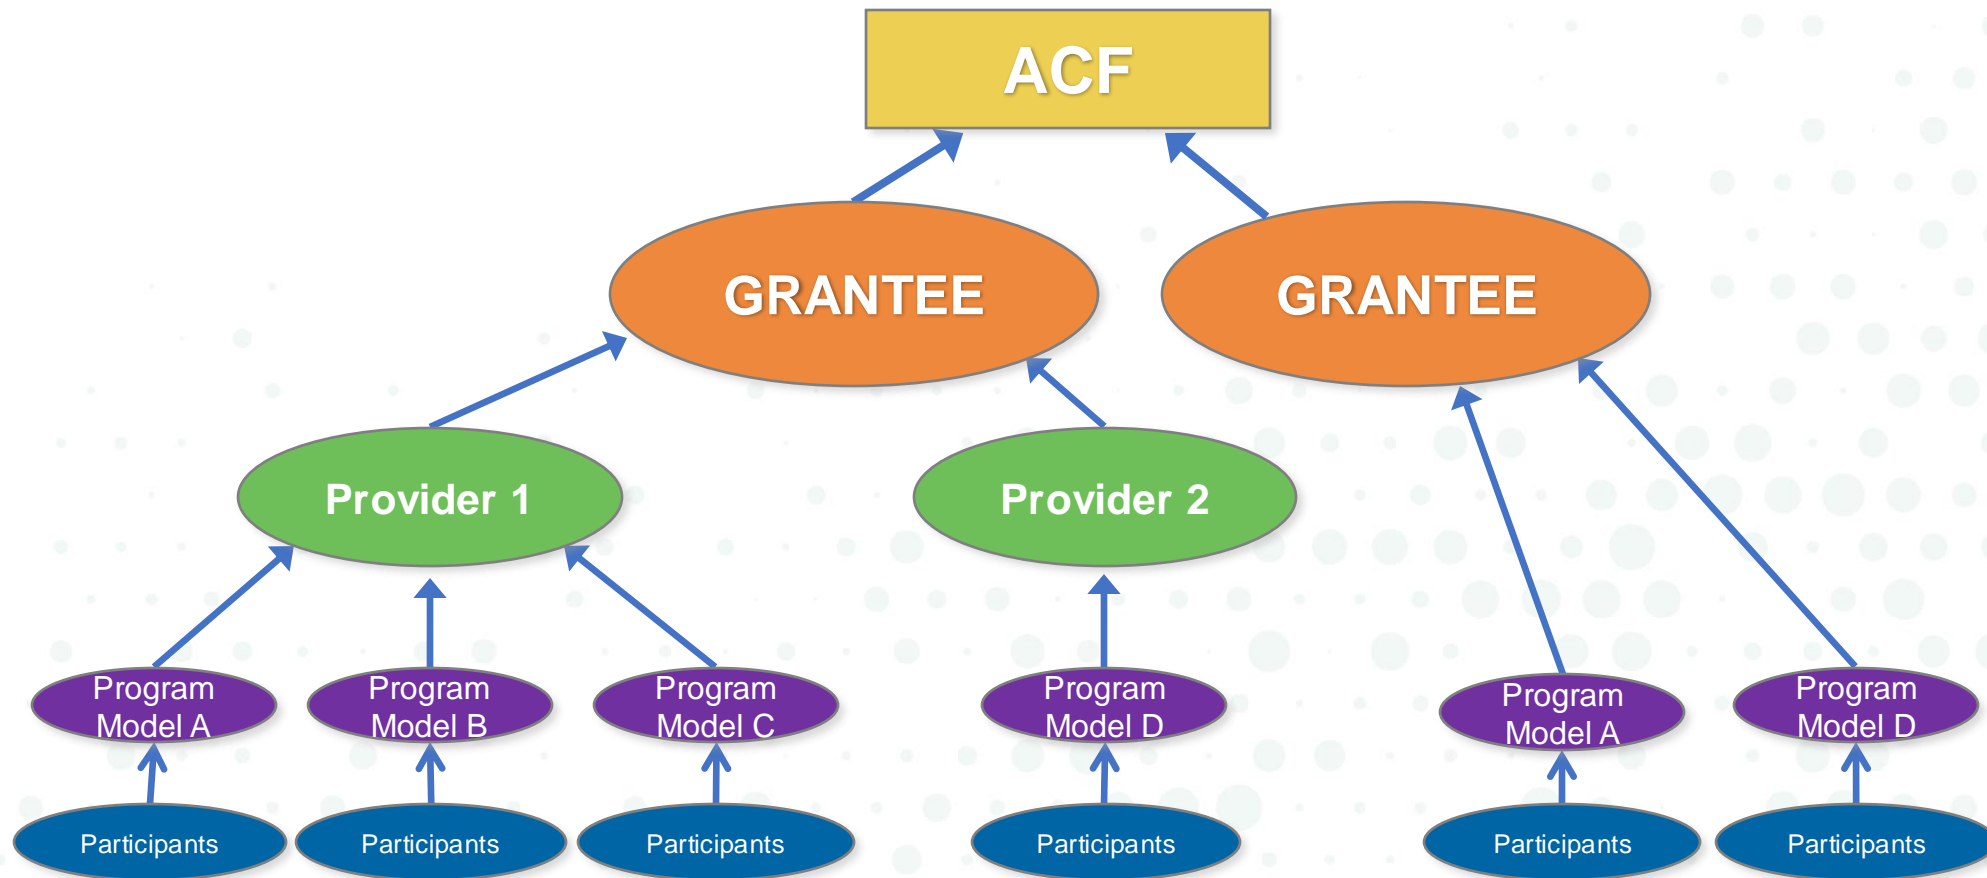 ACF
GRANTEE
GRANTEE
Provider 1
Provider 2
Program
Model A
Program
Model B
Program
Model C
Program
Model D
Program
Model A
Program
Model D
Participants
Participants
Participants
Participants
Participants
Participants